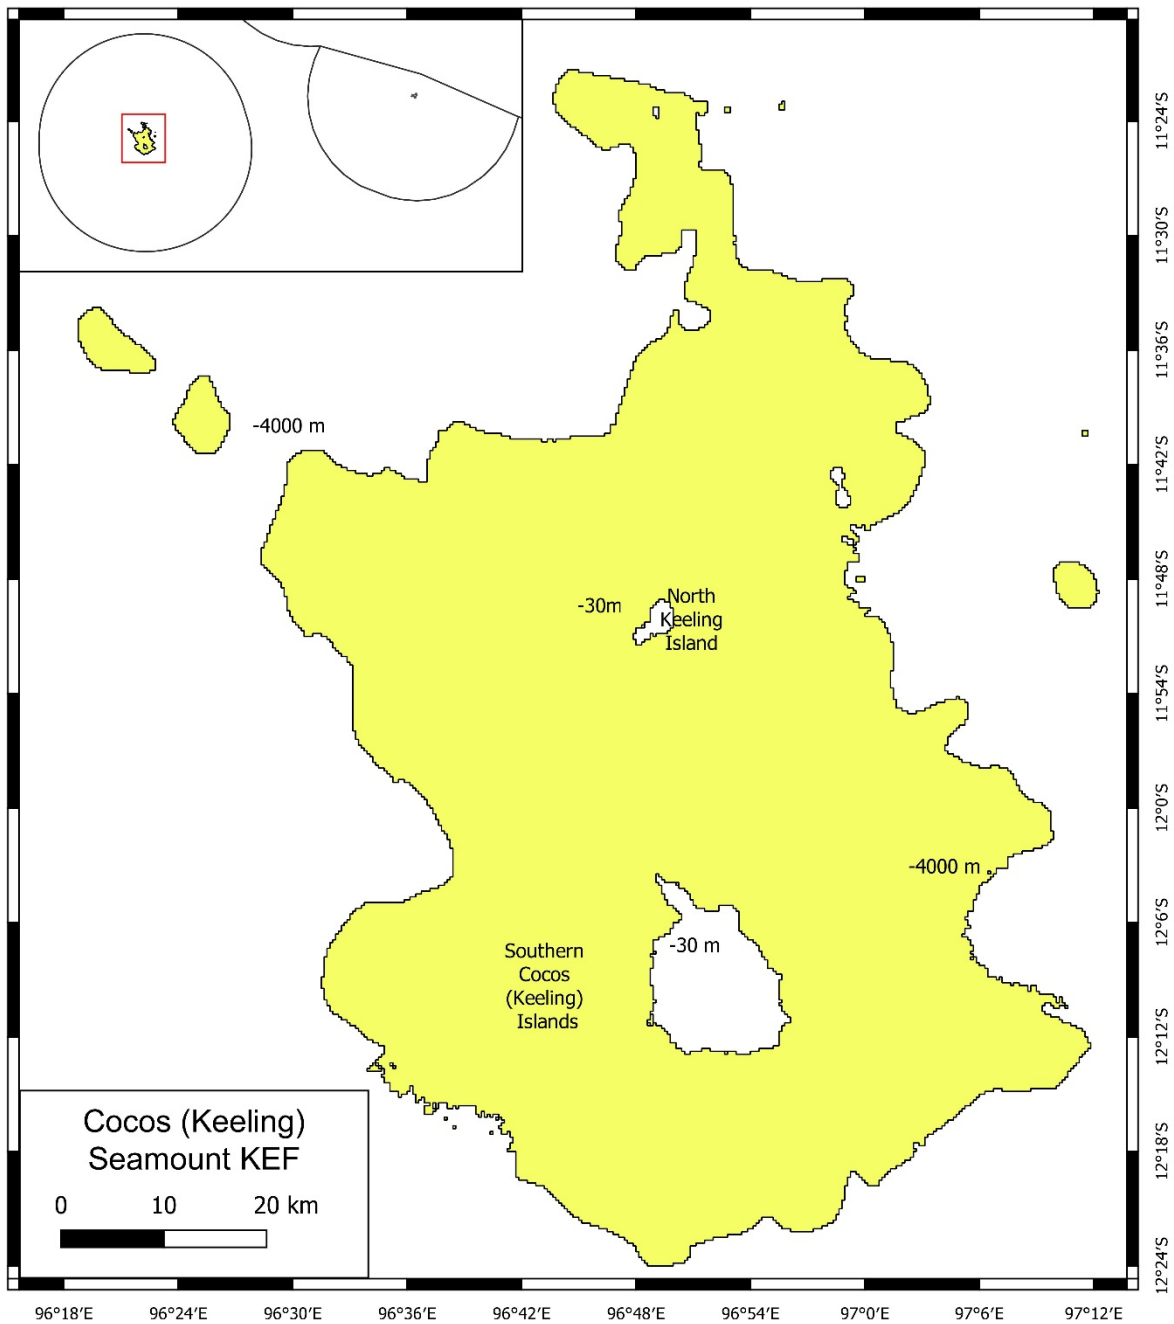 11°24'S
11°30'S
11°36'S
-4000 m
11°42'S
11°48'S
-30m
North
Keeling
Island
11°54'S
12°0'S
-4000 m
12°6'S
-30 m
Southern
Cocos
(Keeling)
Islands
12°12'S
Cocos (Keeling)
Seamount KEF
0 10 20 km
12°18'S
12°24'S
96°18'E 96°24'E 96°30'E 96°36'E 96°42'E 96°48'E 96°54'E 97°0'E 97°6'E 97°12'E